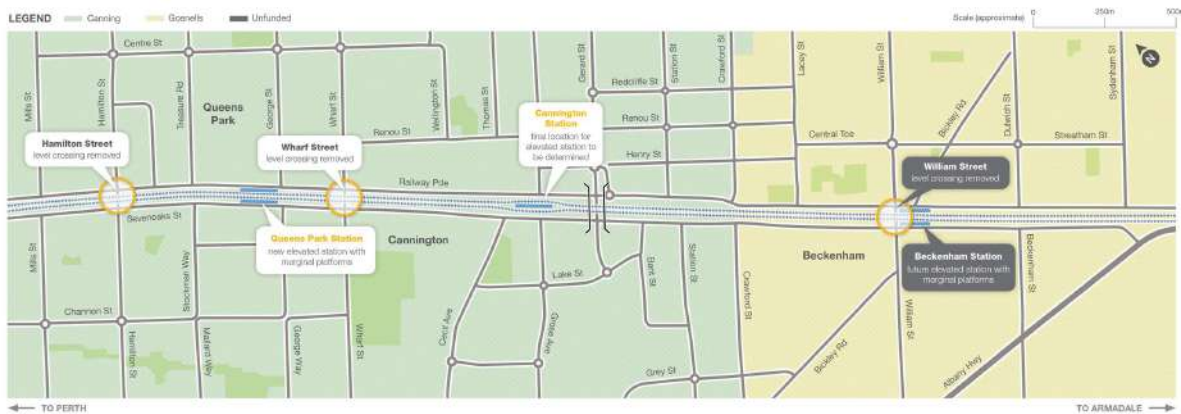 LEGEND Canning Gosnells Unfunded
Scale (approximate) 0 250m 500m
N
Centre St
Mills St
Hamilton St
Treasure Rd
Queens
Park
George St
Wharf St
Wellington St
Thomas St
Gerard St
Station St
Crawford St
Lacey St
William St
Bickley Rd
Dulwich St
Sydenham St
Redcliffe St
Renou St
Renou St
Henry St
Central Tce
Streatham St
Hamilton Street
level crossing removed
Wharf Street
level crossing removed
Cannington
Station
final location for
elevated station to
be determined
William Street
level crossing removed
Railway Pde
Sevenoaks St
Queens Park Station
new elevated station with
marginal platforms
Cannington
Beckenham
Beckenham Station
future elevated station with
marginal platforms
Mills St
Channon St
Hamilton St
Stockman Way
Mallard Way
George Way
Wharf St
Cecil Ave
Lake St
Grose Ave
Bent St
Station St
Grey St
Crawford St
Bickley Rd
William St
Beckenham St
Albany Hwy
TO PERTH
TO ARMADALE